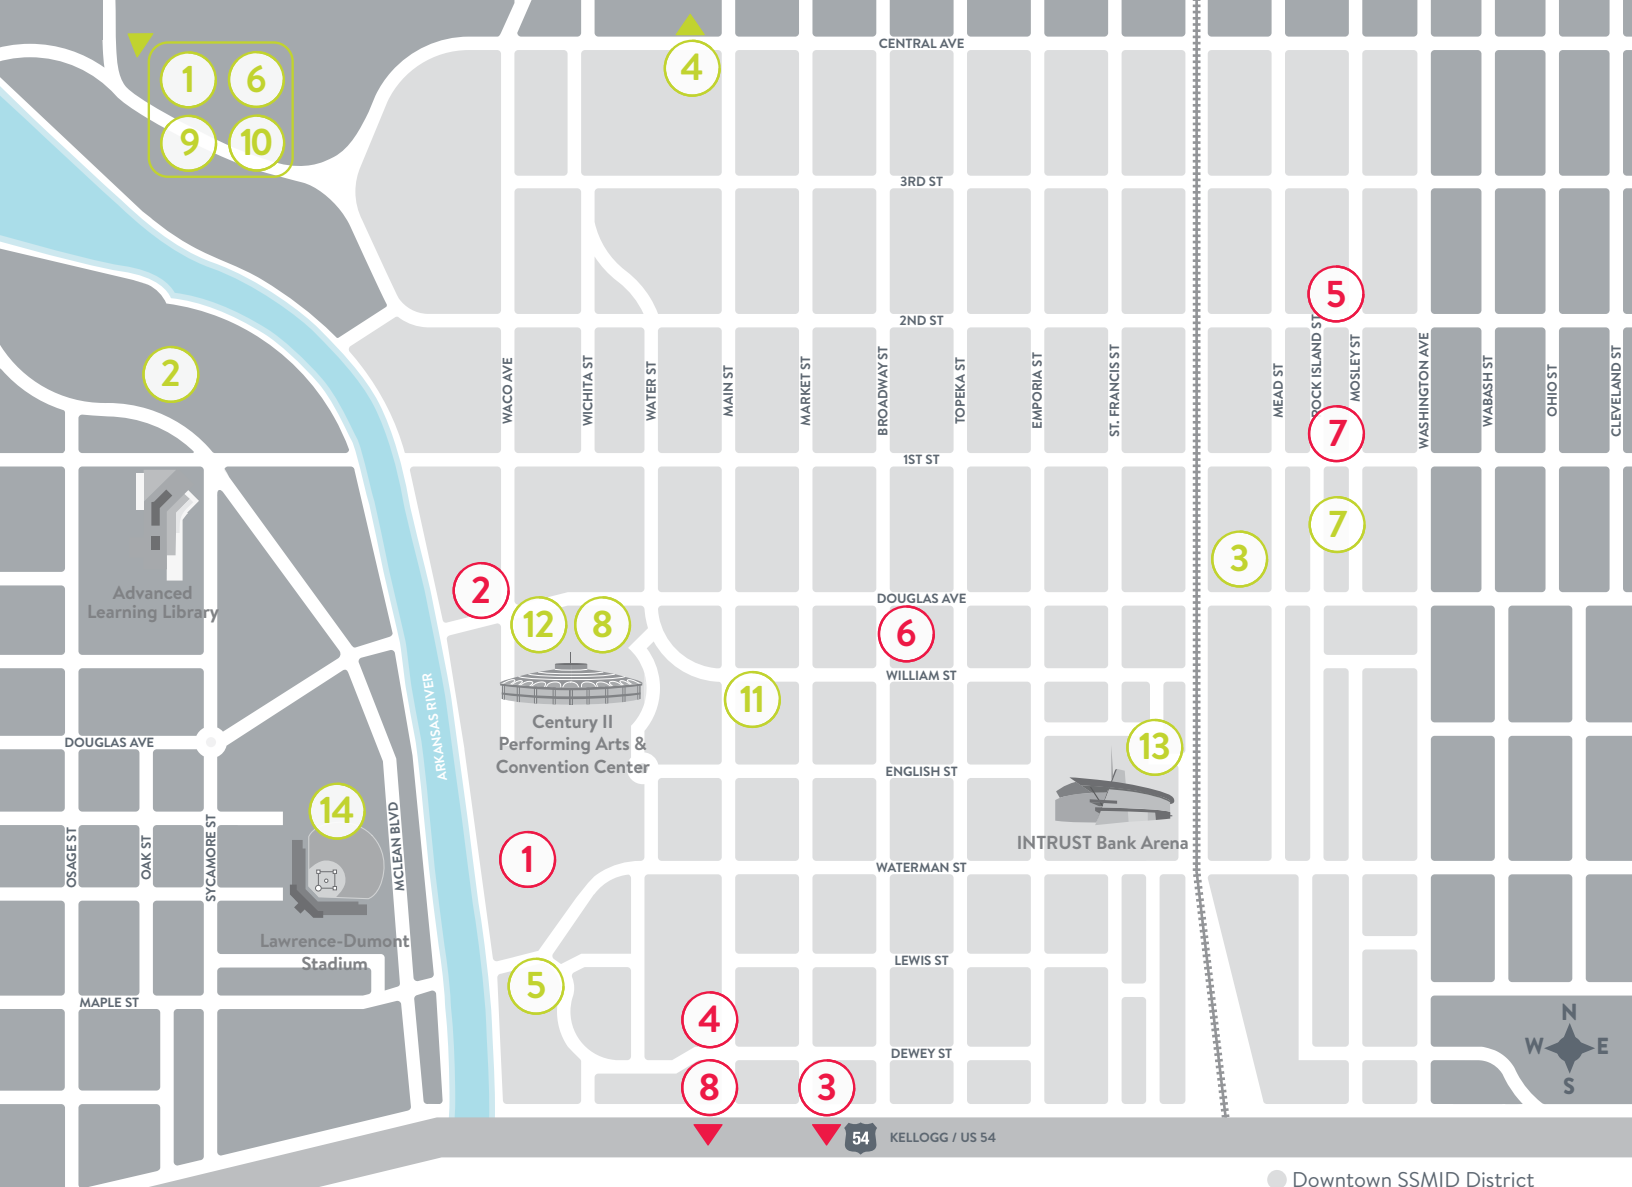 CENTRAL AVE
1
6
4
9
10
3RD ST
5
2ND ST
2
WACO AVE
WICHITA ST
WATER ST
MAIN ST
MARKET ST
BROADWAY ST
TOPEKA ST
EMPORIA ST
ST. FRANCIS ST
MEAD ST
ROCK ISLAND ST
MOSLEY ST
WASHINGTON AVE
WABASH ST
OHIO ST
CLEVELAND ST
7
1ST ST
7
3
Advanced
Learning Library
2
DOUGLAS AVE
12
8
6
WILLIAM ST
11
ARKANSAS RIVER
Century II
Performing Arts &
Convention Center
DOUGLAS AVE
13
ENGLISH ST
14
INTRUST Bank Arena
OSAGE ST
OAK ST
SYCAMORE ST
MCLEAN BLVD
1
WATERMAN ST
Lawrence-Dumont
Stadium
LEWIS ST
5
MAPLE ST
4
DEWEY ST
N
W
E
S
8
3
54
KELLOGG / US 54
Downtown SSMID District